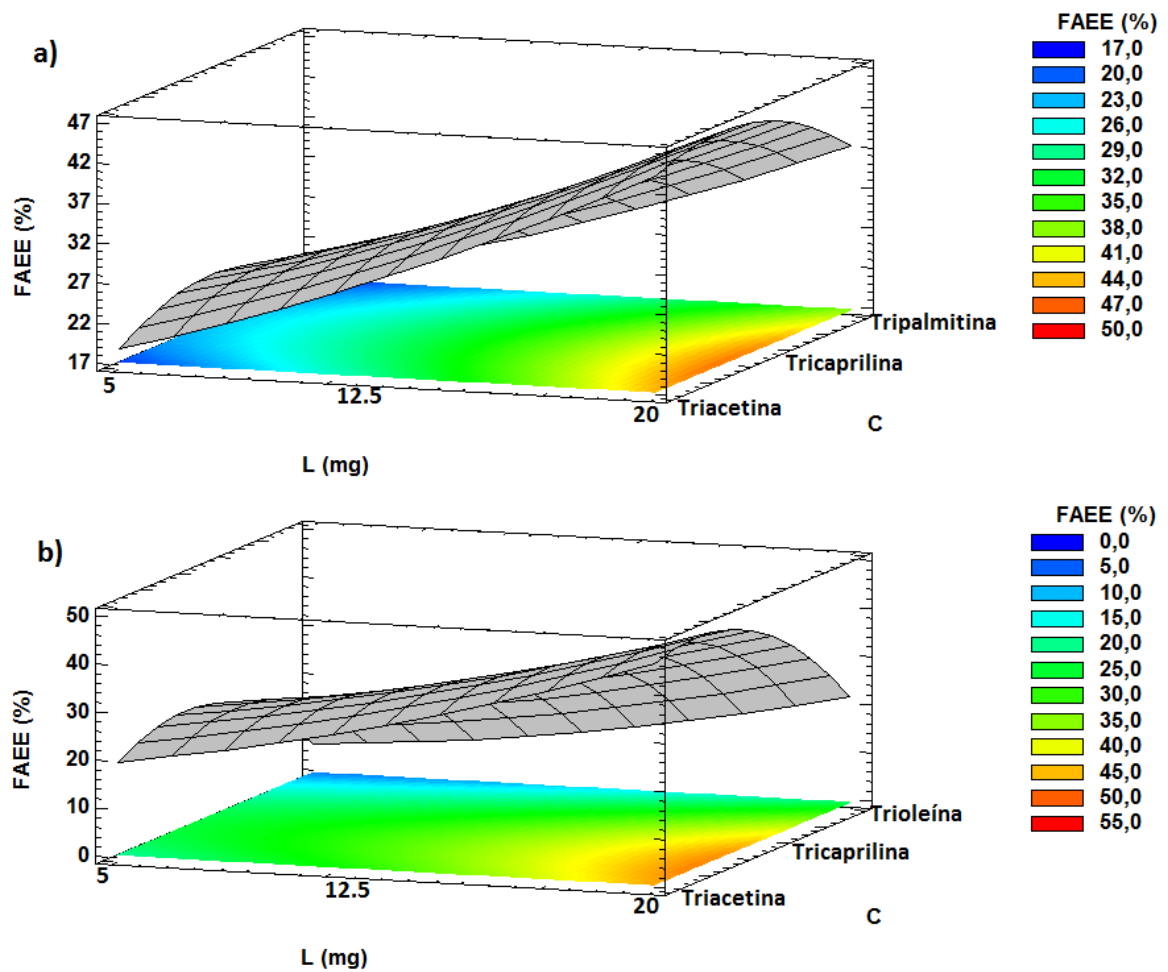 a)
FAEE (%)
47
42
37
32
27
22
17
5
12.5
20
L (mg)
Tripalmitina
Tricaprilina
Triacetina
C
FAEE (%)
17,0
20,0
23,0
26,0
29,0
32,0
35,0
38,0
41,0
44,0
47,0
50,0
b)
FAEE (%)
50
40
30
20
10
0
5
12.5
20
L (mg)
Trioleína
Tricaprilina
Triacetina
C
FAEE (%)
0,0
5,0
10,0
15,0
20,0
25,0
30,0
35,0
40,0
45,0
50,0
55,0